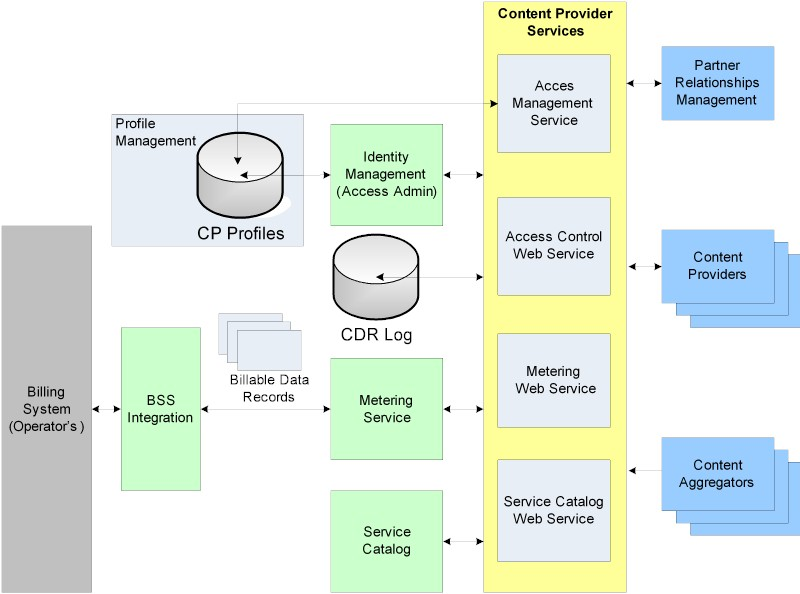 Content Provider
Services
Acces
Management
Service
Partner
Relationships
Management
Profile
Management
CP Profiles
Identity
Management
(Access Admin)
Access Control
Web Service
Content
Providers
CDR Log
Billing
System
(Operator's)
BSS
Integration
Billable Data
Records
Metering
Service
Metering
Web Service
Content
Aggregators
Service
Catalog
Service Catalog
Web Service